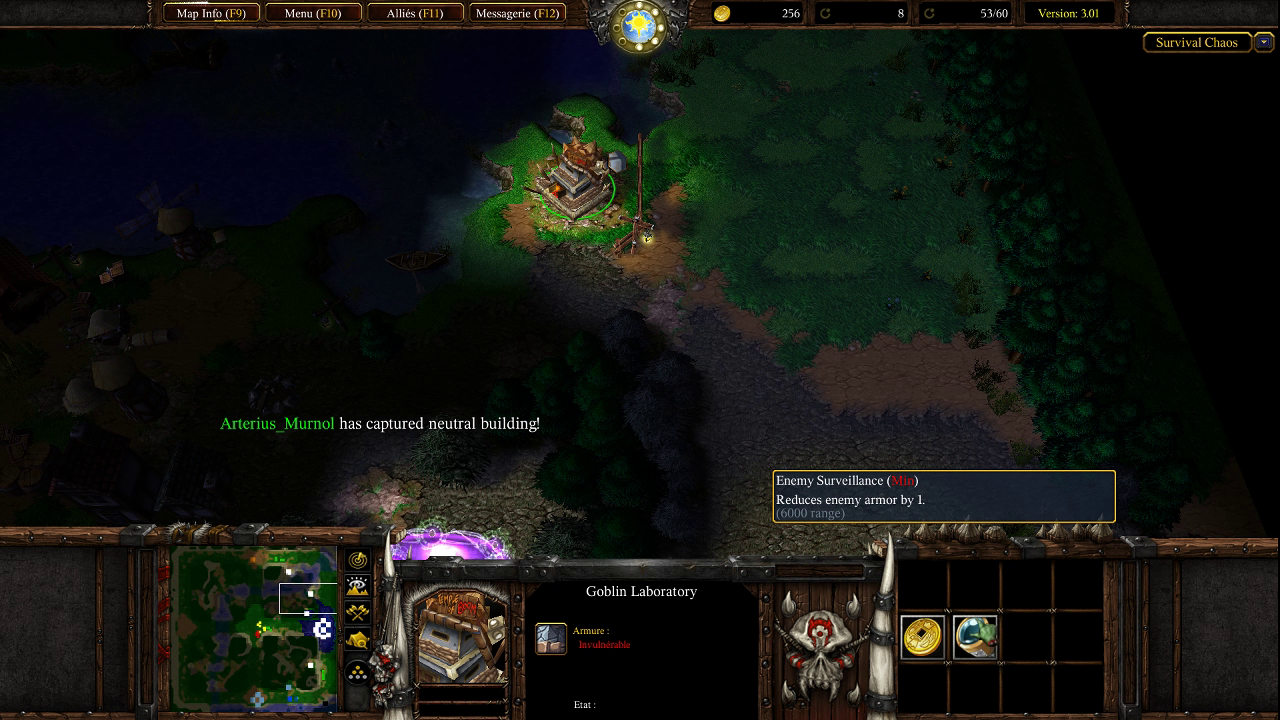 Map Info (F9)
Menu (F10)
Alliés (F11)
Messagerie (F12)
256
8
53/60
Version: 3.01
Survival Chaos
Arterius_Murnol has captured neutral building!
Enemy Surveillance (Min)
Reduces enemy armor by 1.
(6000 range)
Goblin Laboratory
Armure :
Invulnérable
Etat :